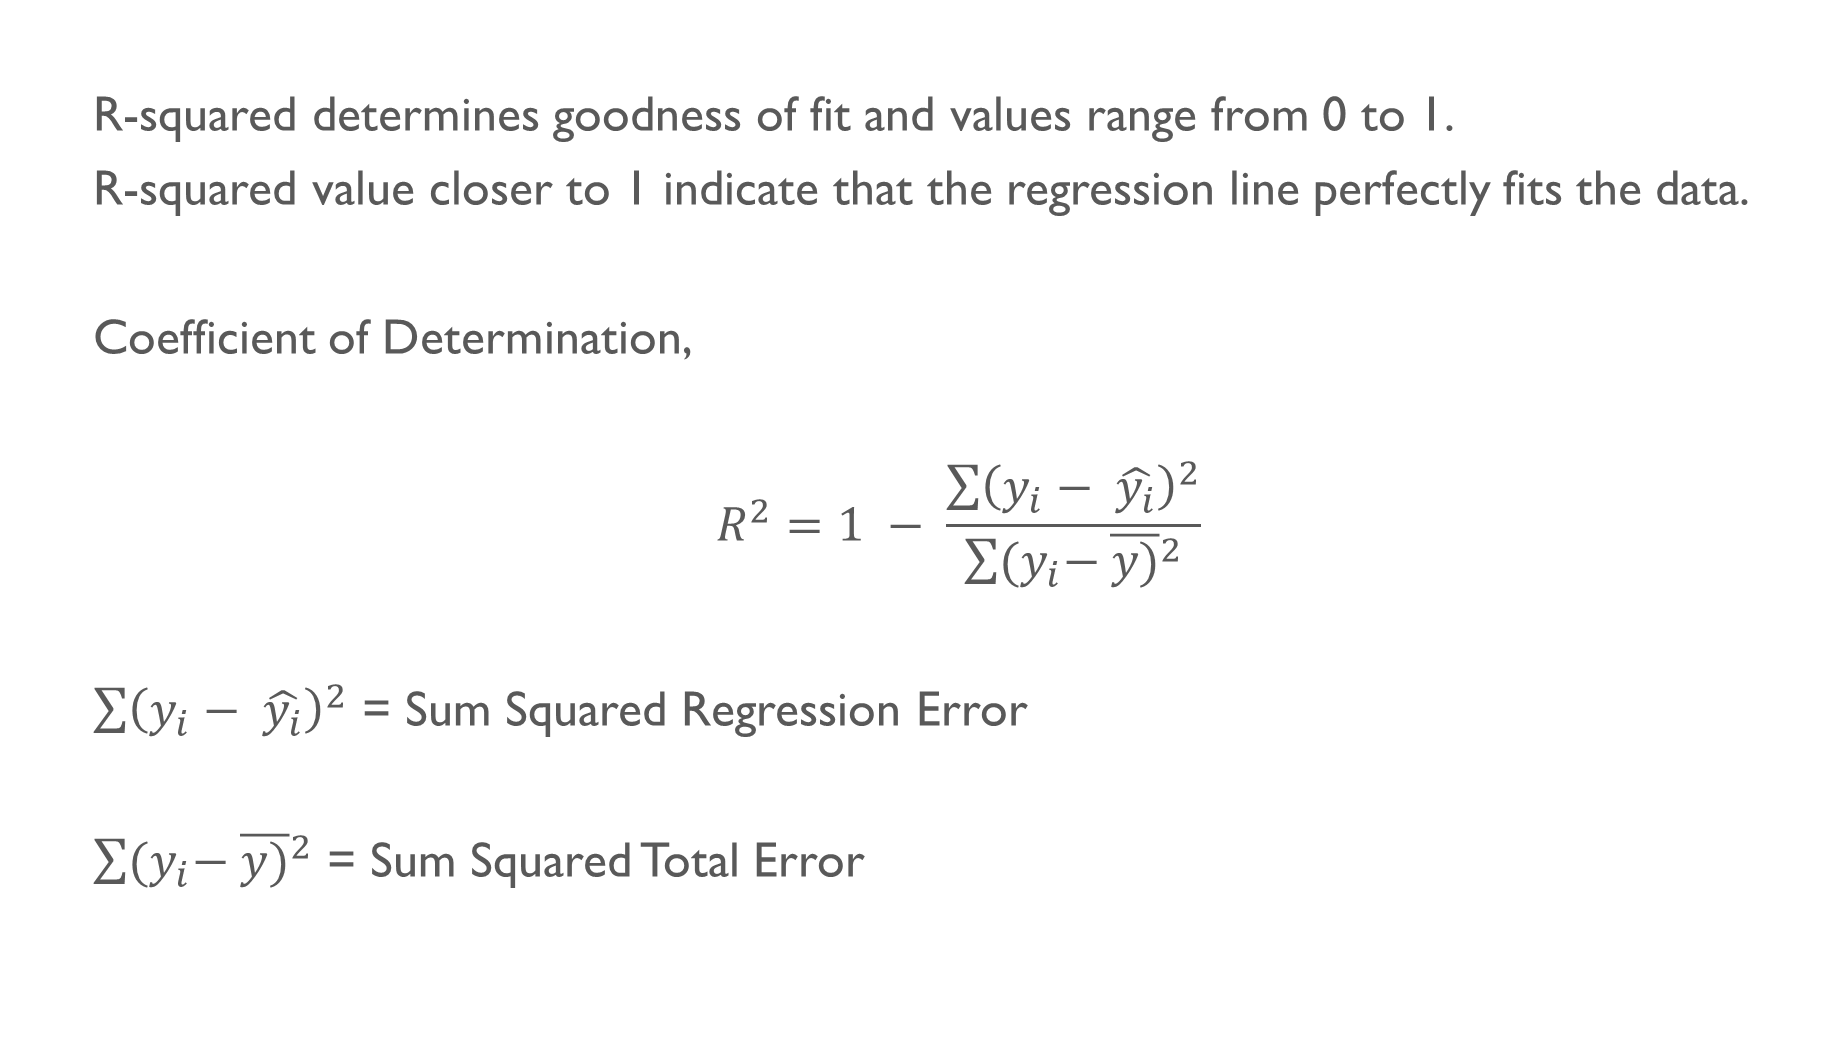 R-squared determines goodness of fit and values range from 0 to 1.
R-squared value closer to 1 indicate that the regression line perfectly fits the data.
Coefficient of Determination,
R² = 1 − ∑(yᵢ − ŷᵢ)² / ∑(yᵢ− y̅)²
∑(yᵢ − ŷᵢ)² = Sum Squared Regression Error
∑(yᵢ− y̅)² = Sum Squared Total Error